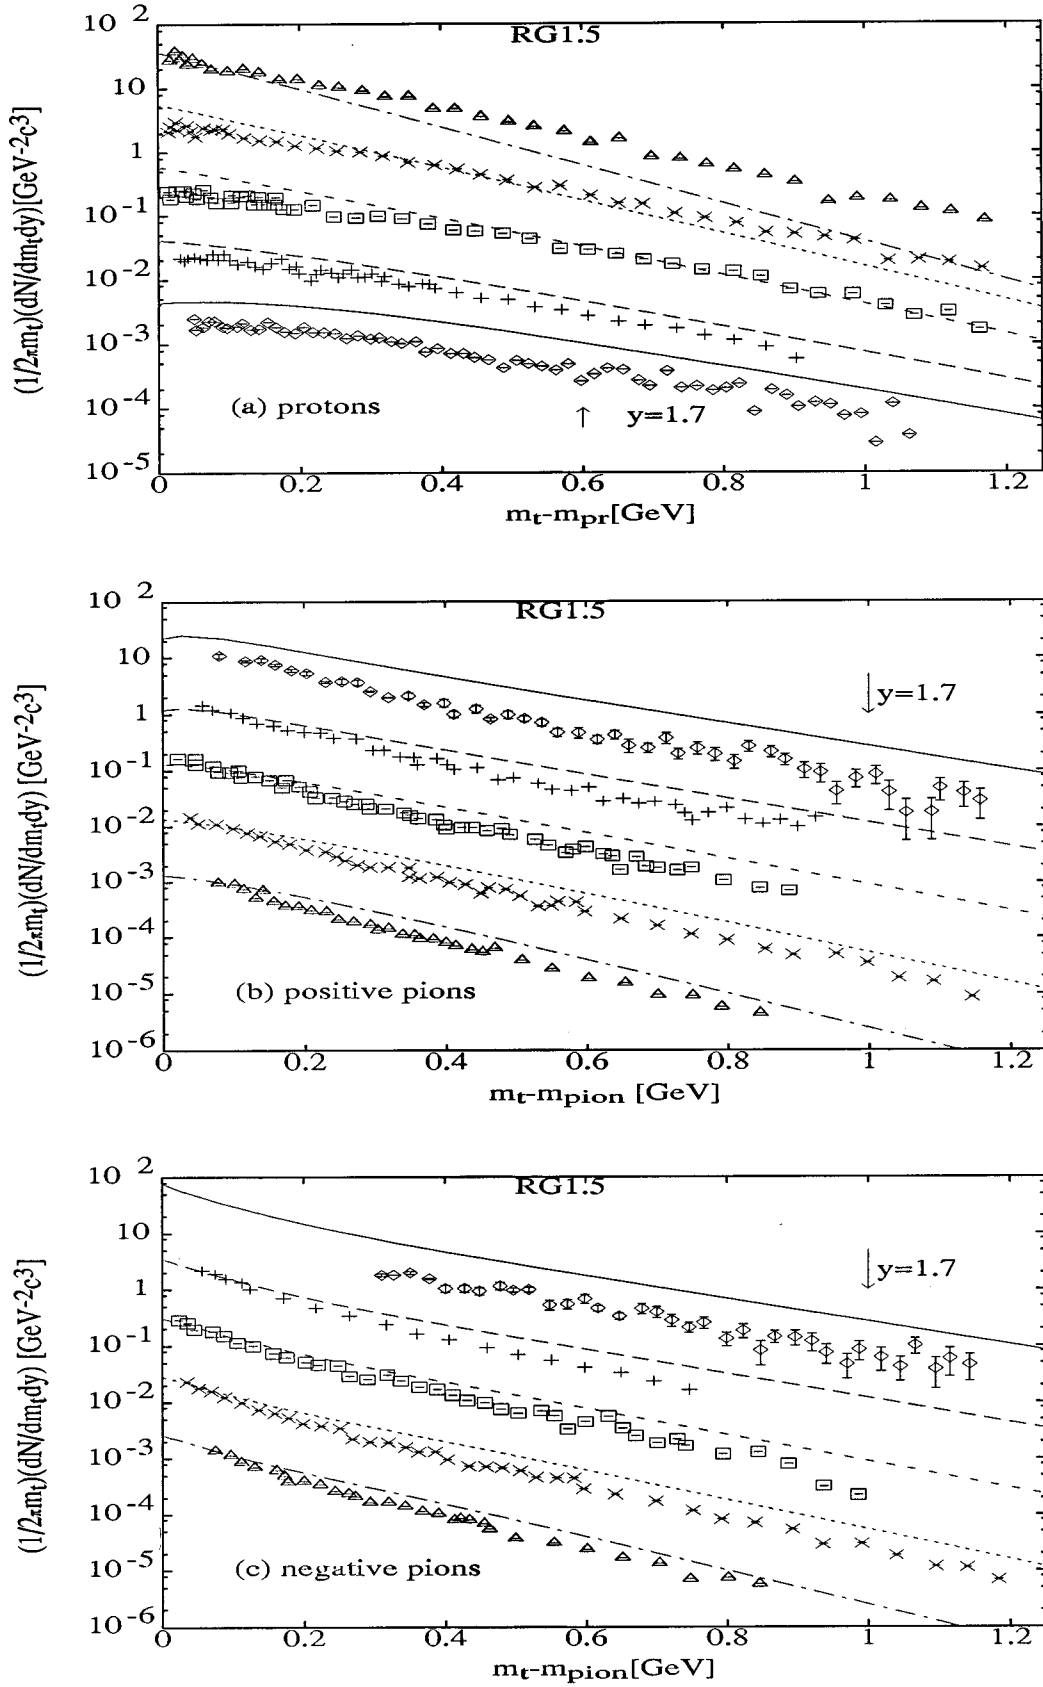 RG1.5
10 2
10
1
10 -1
10 -2
10 -3
10 -4
10 -5
(1/2πmt)(dN/dmtdy)[GeV-2c3]
(a) protons
↑ y=1.7
0 0.2 0.4 0.6 0.8 1 1.2
mt-mpr[GeV]
RG1.5
10 2
10
1
10 -1
10 -2
10 -3
10 -4
10 -5
10 -6
(1/2πmt)(dN/dmtdy) [GeV-2c3]
↓ y=1.7
(b) positive pions
0 0.2 0.4 0.6 0.8 1 1.2
mt-mpion [GeV]
RG1.5
10 2
10
1
10 -1
10 -2
10 -3
10 -4
10 -5
10 -6
(1/2πmt)(dN/dmtdy) [GeV-2c3]
↓ y=1.7
(c) negative pions
0 0.2 0.4 0.6 0.8 1 1.2
mt-mpion[GeV]